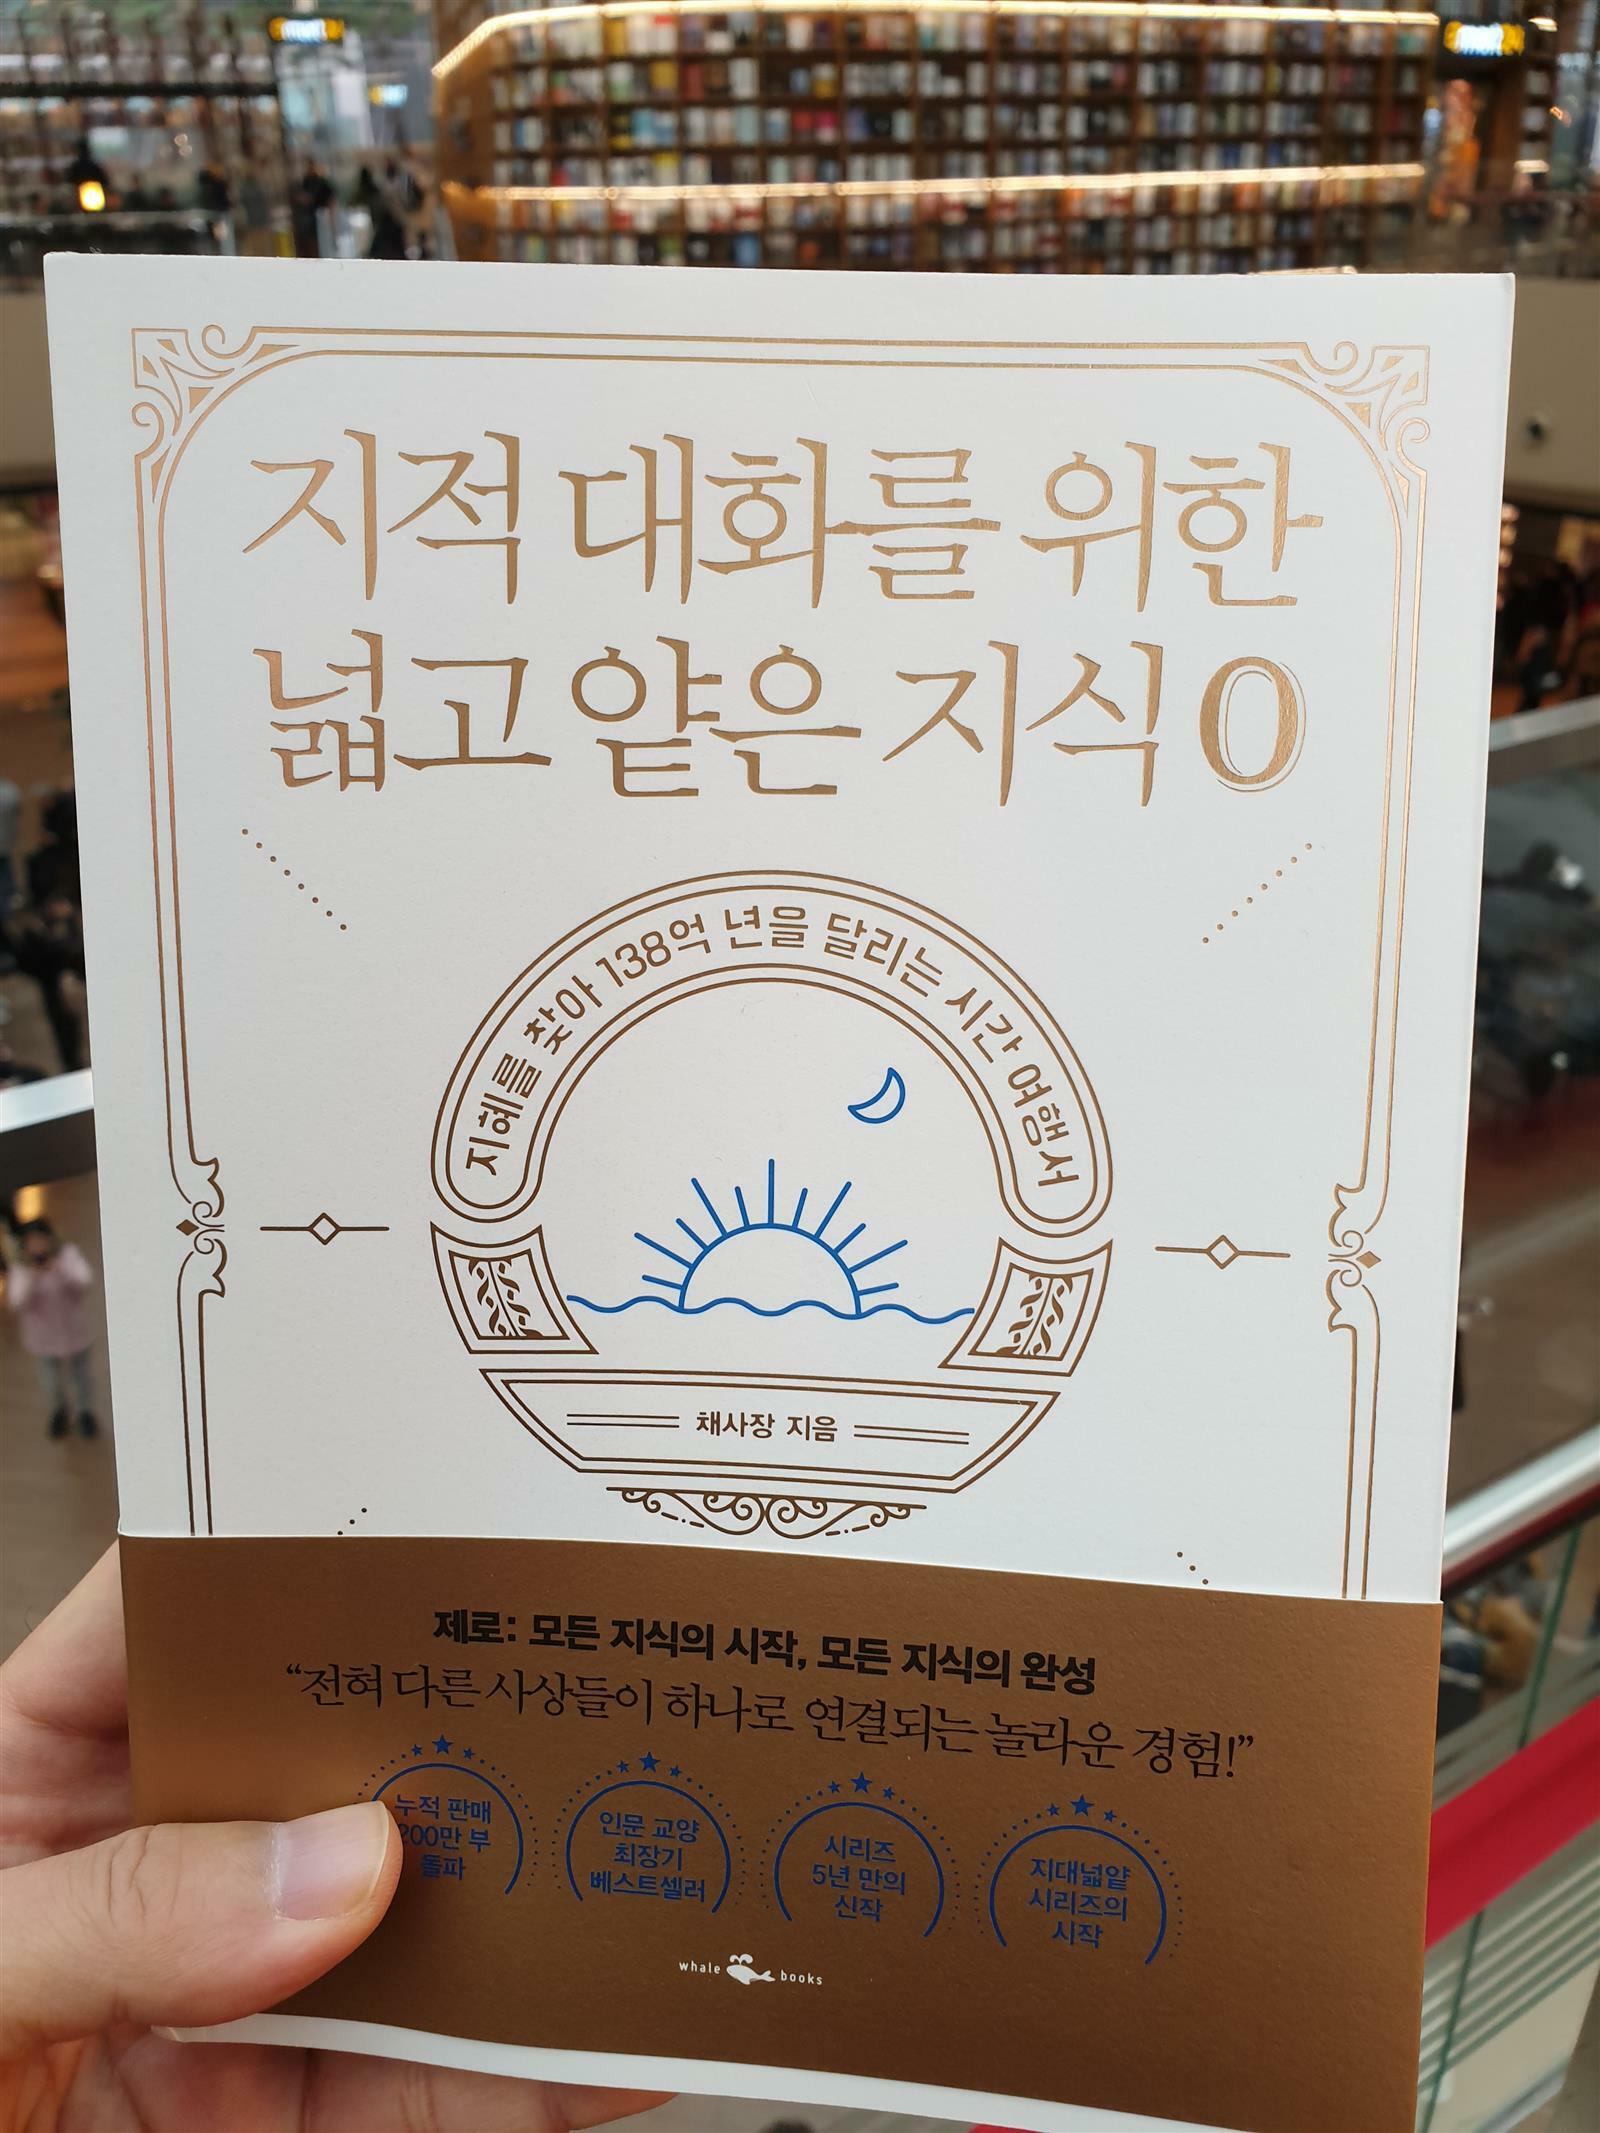 지적 대화를 위한
넓고 얕은 지식 0
지혜를 찾아 138억 년을 달리는 시간 여행서
채사장 지음
제로: 모든 지식의 시작, 모든 지식의 완성
“전혀 다른 사상들이 하나로 연결되는 놀라운 경험!”
누적 판매
200만 부
돌파
인문 교양
최장기
베스트셀러
시리즈
5년 만의
신작
지대넓얕
시리즈의
시작
whale books